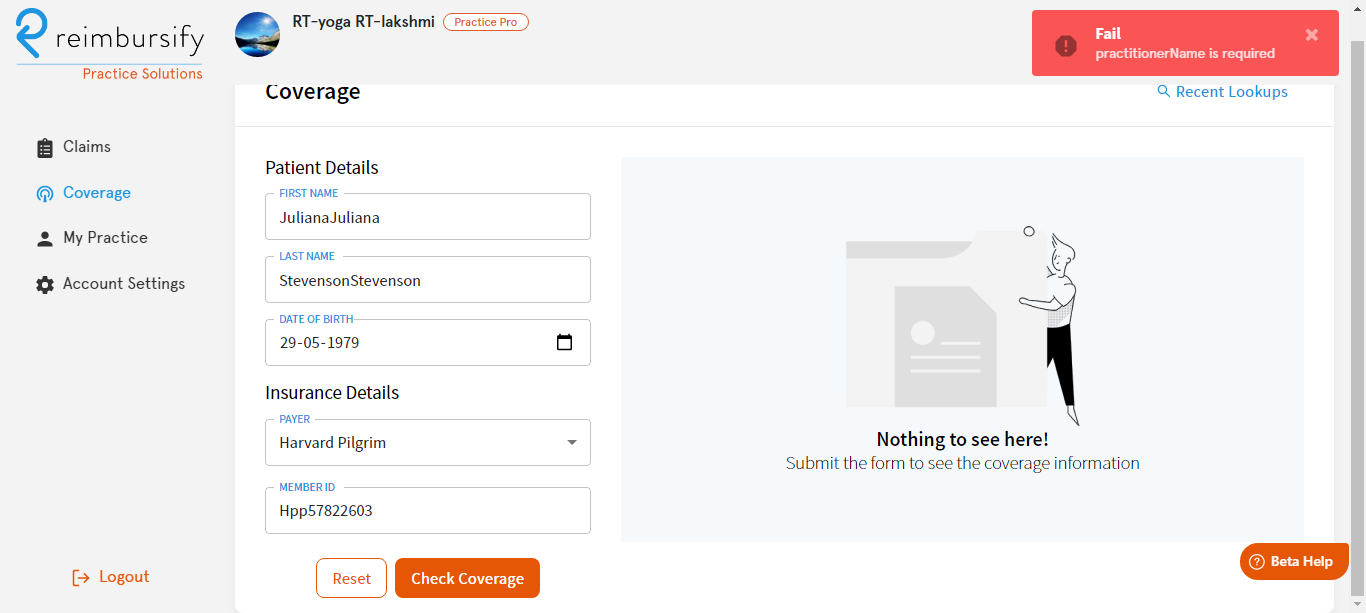 reimbursify
Practice Solutions
RT-yoga RT-lakshmi
Practice Pro
Fail
practitionerName is required
Claims
Coverage
My Practice
Account Settings
Logout
Coverage
Recent Lookups
Patient Details
FIRST NAME
JulianaJuliana
LAST NAME
StevensonStevenson
DATE OF BIRTH
29-05-1979
Insurance Details
PAYER
Harvard Pilgrim
MEMBER ID
Hpp57822603
Reset
Check Coverage
Nothing to see here!
Submit the form to see the coverage information
Beta Help